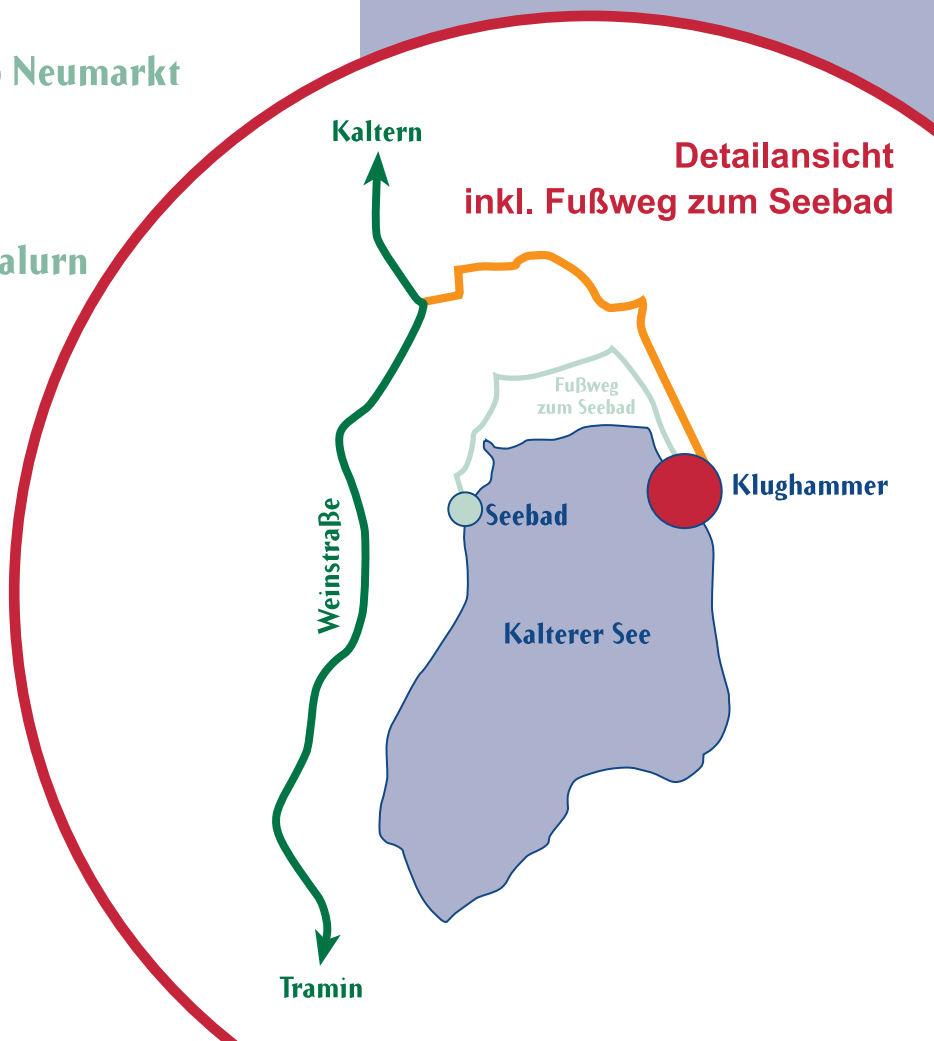 Neumarkt
Kaltern
Detailansicht
inkl. Fußweg zum Seebad
alurn
Fußweg
zum Seebad
Klughammer
Seebad
Weinstraße
Kalterer See
Tramin